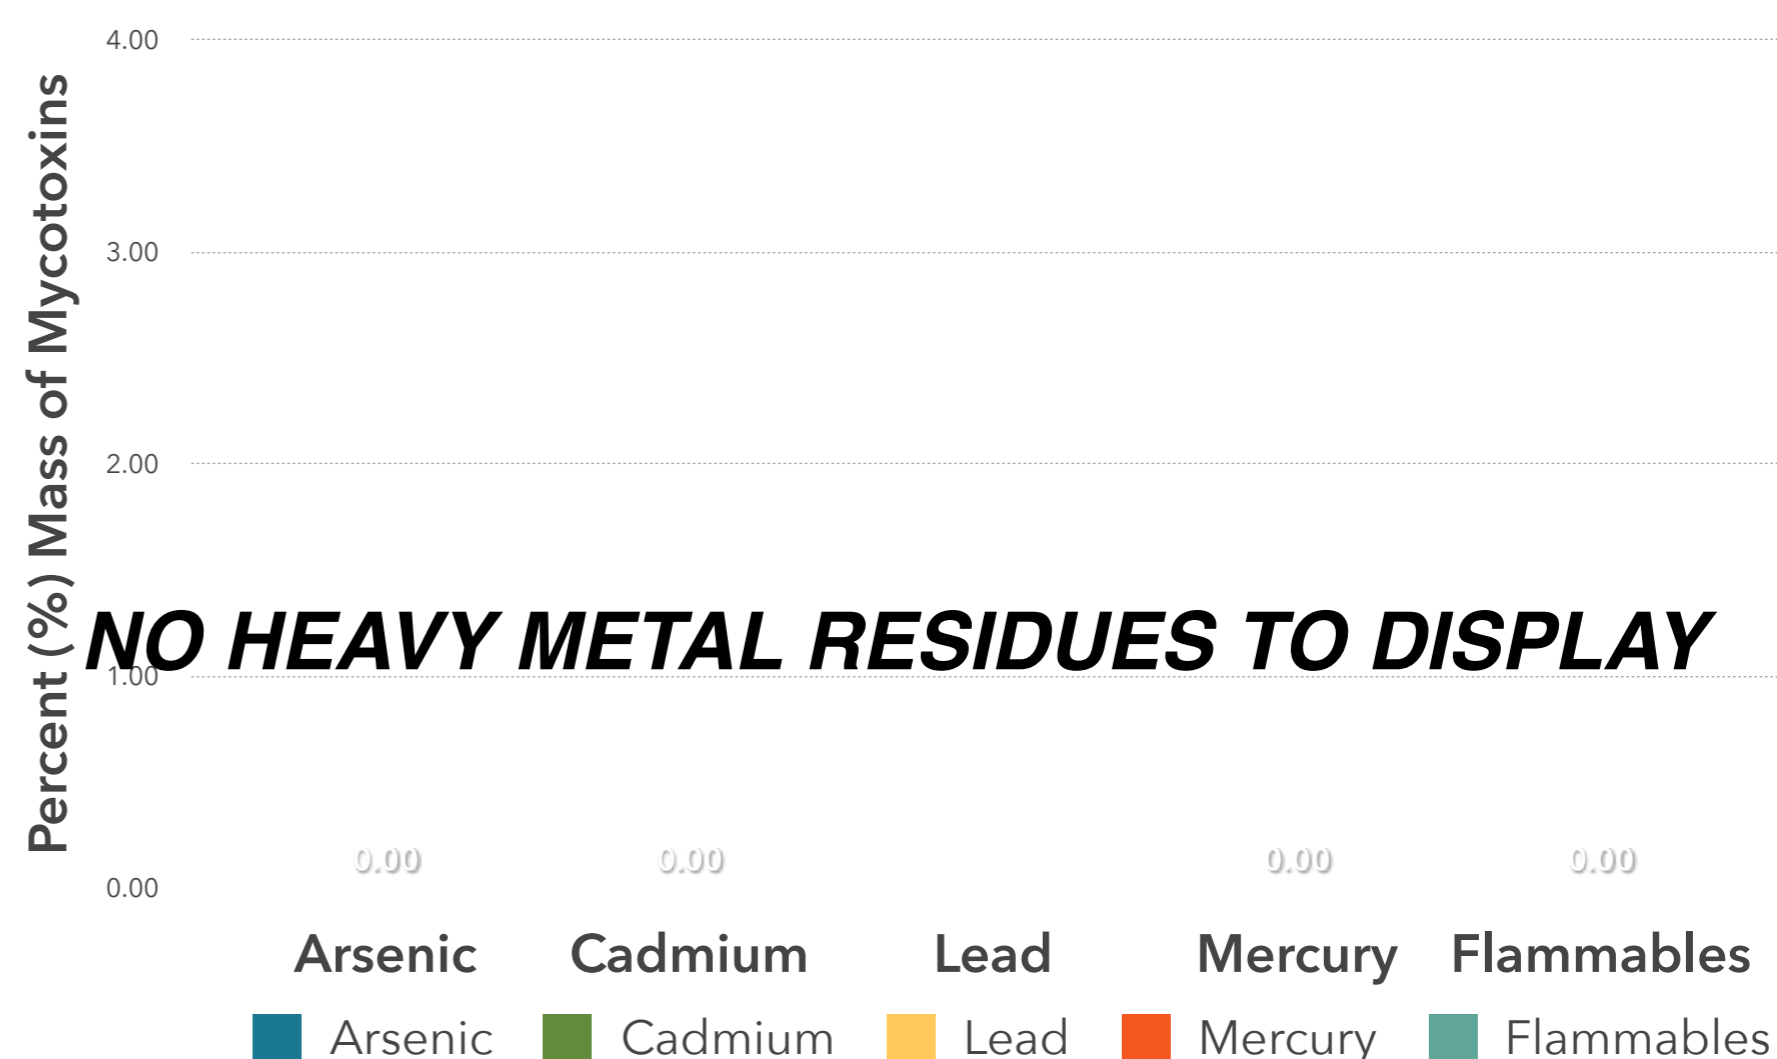 4.00
Percent (%) Mass of Mycotoxins
3.00
2.00
NO HEAVY METAL RESIDUES TO DISPLAY
1.00
0.00 0.00 0.00 0.00
0.00
Arsenic Cadmium Lead Mercury Flammables
Arsenic Cadmium Lead Mercury Flammables